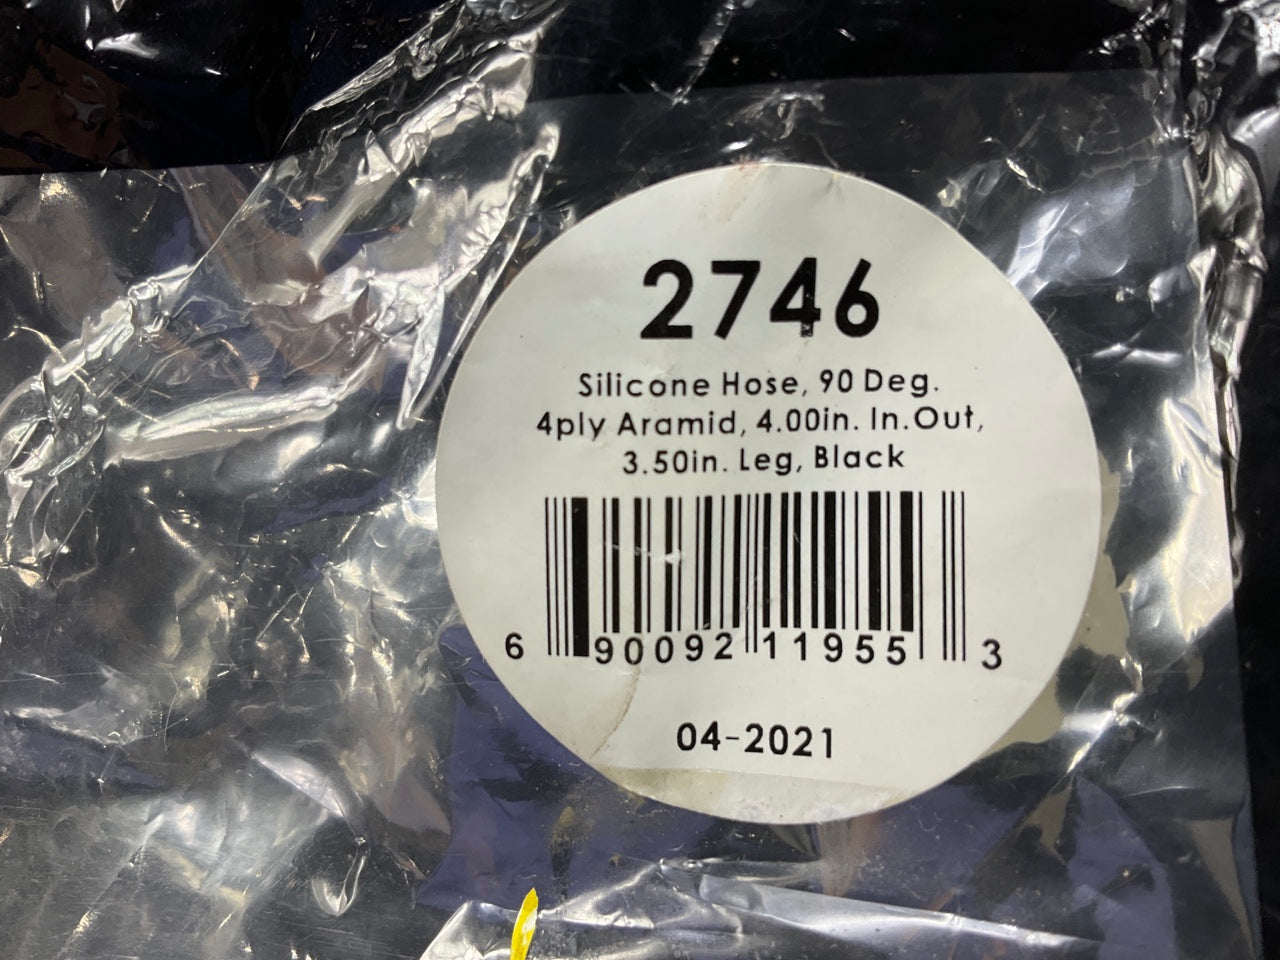 2746
Silicone Hose, 90 Deg.
4ply Aramid, 4.00in. In.Out,
3.50in. Leg, Black
6 90092 11955 3
04-2021